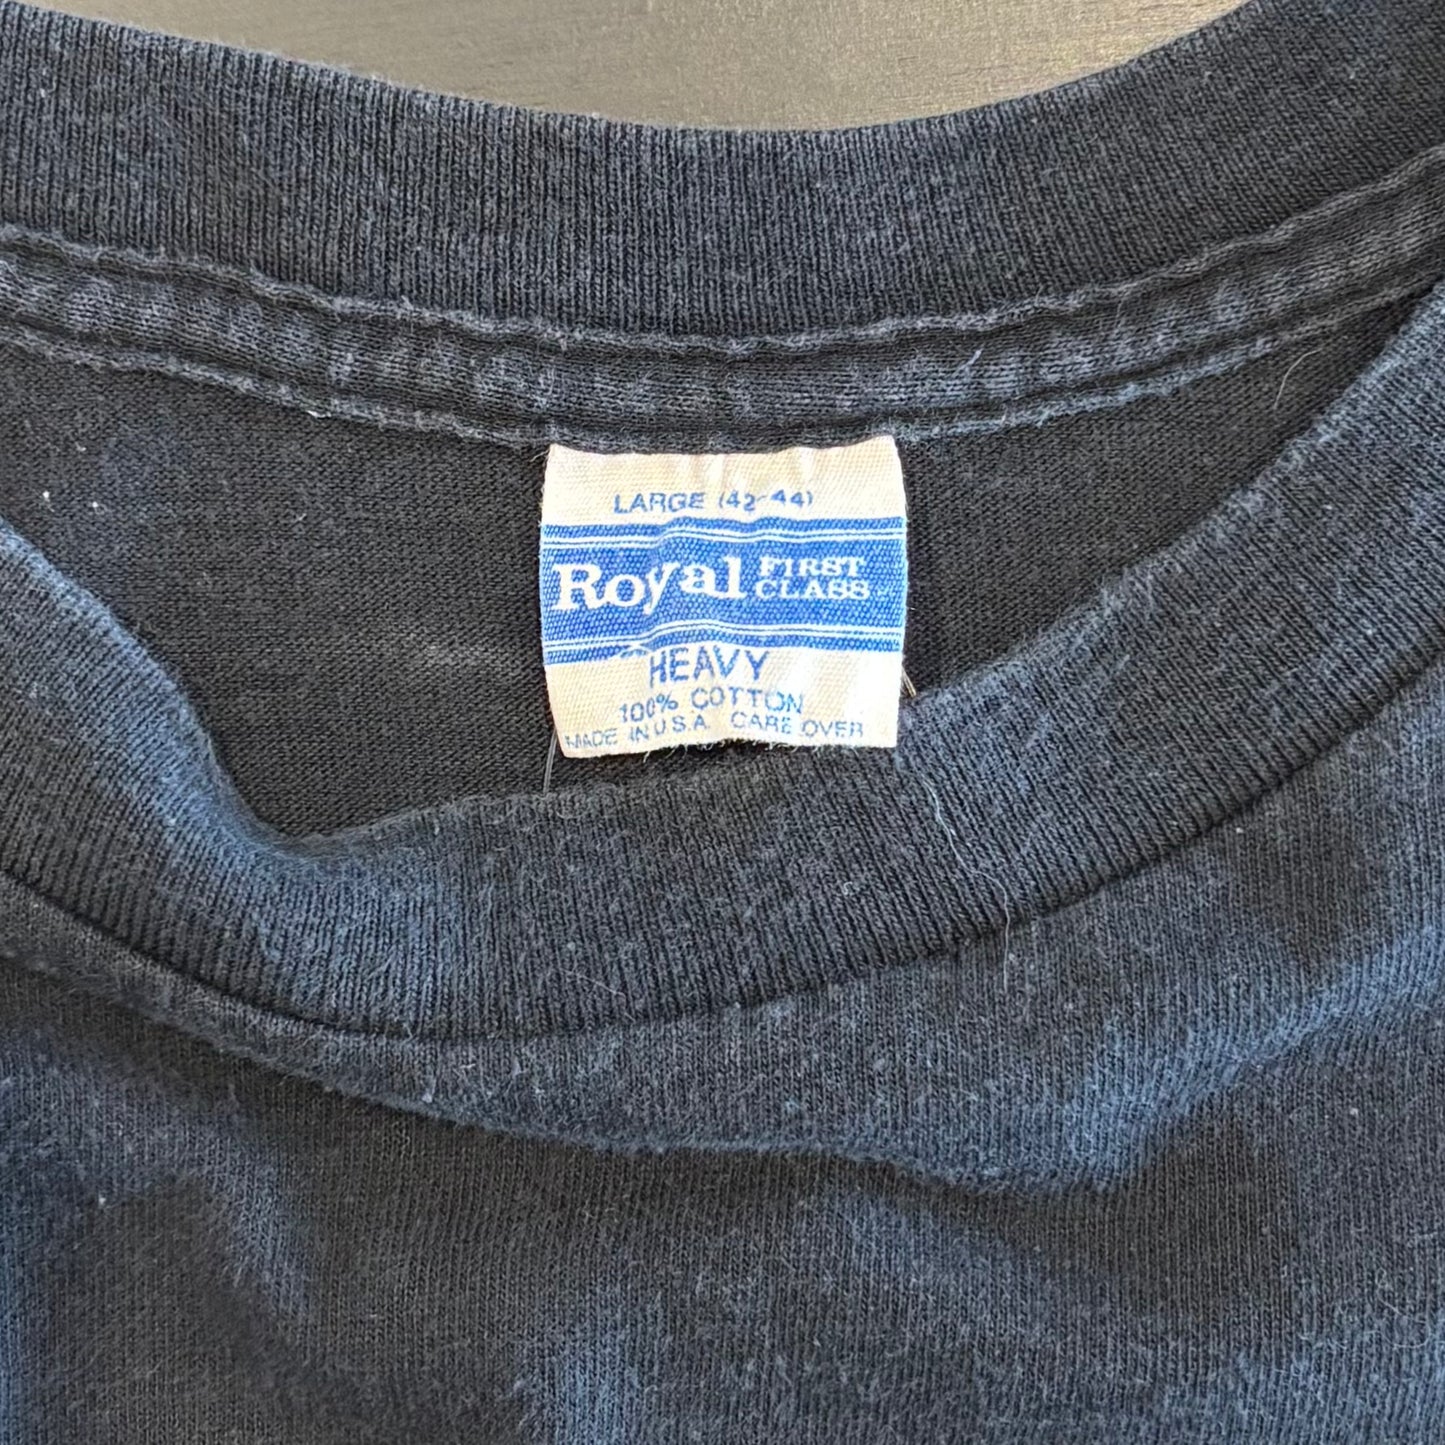 LARGE (42-44)
Royal FIRST CLASS
HEAVY
100% COTTON
MADE IN U.S.A. CARE OVER